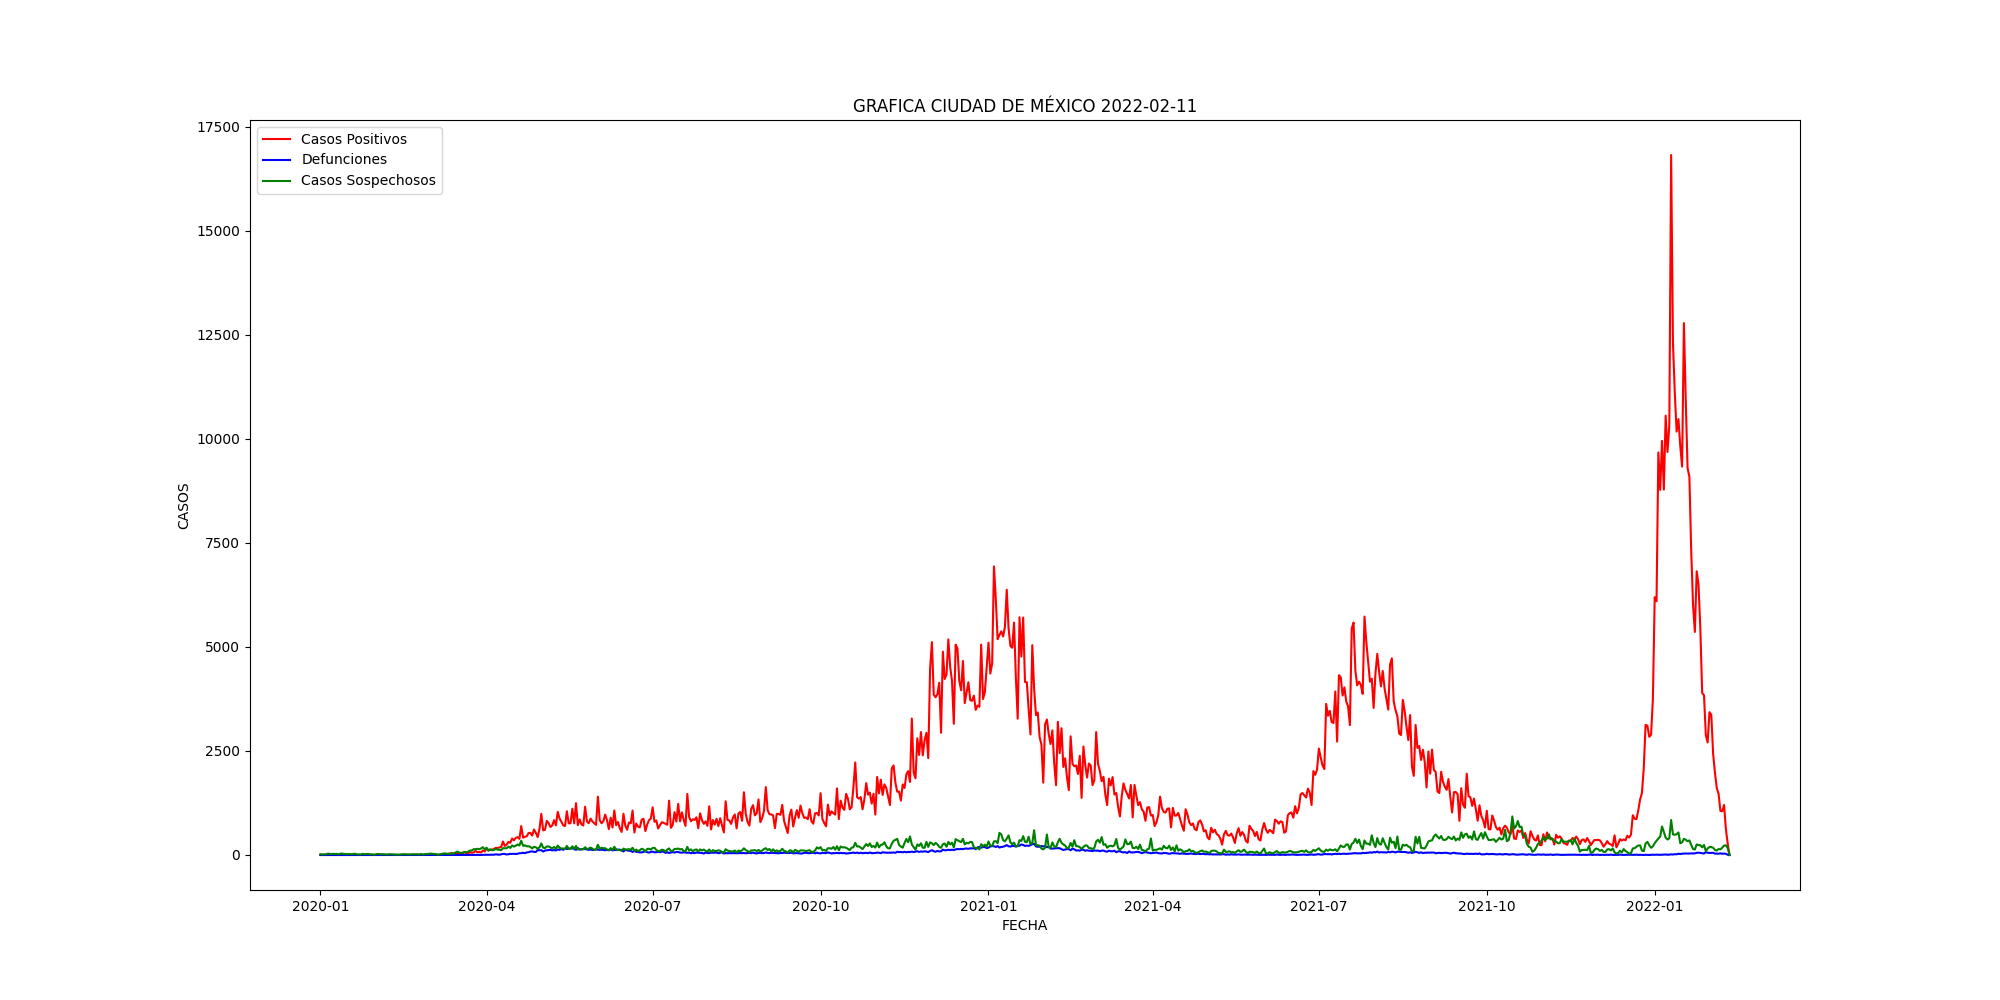 GRAFICA CIUDAD DE MÉXICO 2022-02-11
Casos Positivos
Defunciones
Casos Sospechosos
CASOS
17500
15000
12500
10000
7500
5000
2500
0
2020-01 2020-04 2020-07 2020-10 2021-01 2021-04 2021-07 2021-10 2022-01
FECHA